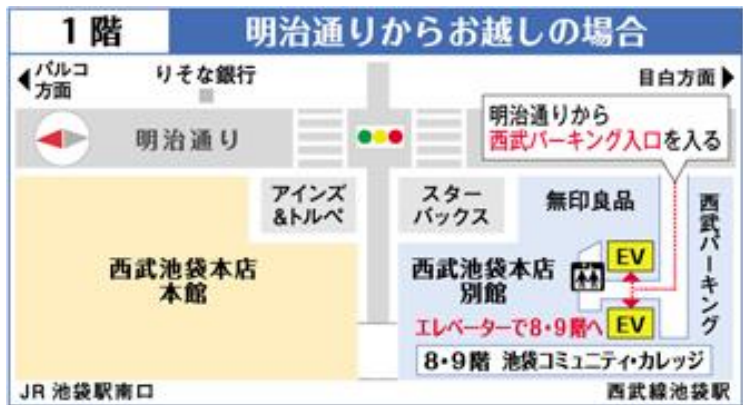 1階
明治通りからお越しの場合
◀パルコ
方面
りそな銀行
目白方面▶
明治通り
明治通りから
西武パーキング入口を入る
アインズ
&トルペ
スター
バックス
無印良品
西武パーキング
西武池袋本店
本館
西武池袋本店
別館
EV
エレベーターで8・9階へ
EV
8・9階 池袋コミュニティ・カレッジ
JR 池袋駅南口
西武線池袋駅